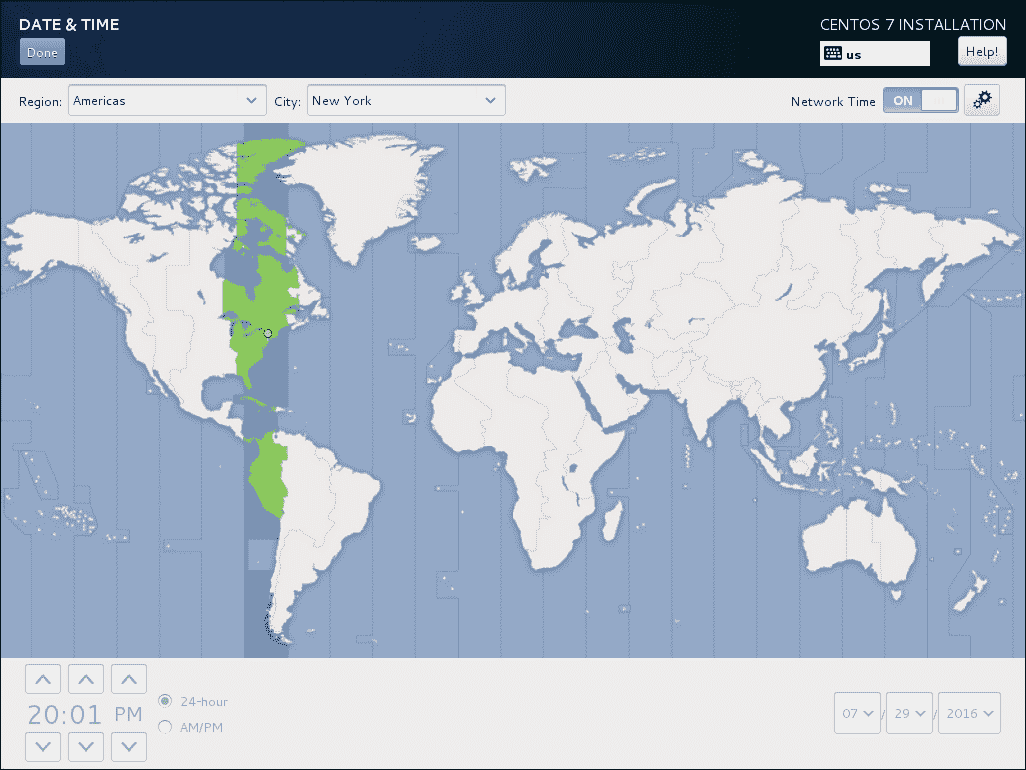 DATE & TIME
CENTOS 7 INSTALLATION
Done
us
Help!
Region: Americas City: New York Network Time ON
20:01 PM
24-hour
AM/PM
07 / 29 / 2016